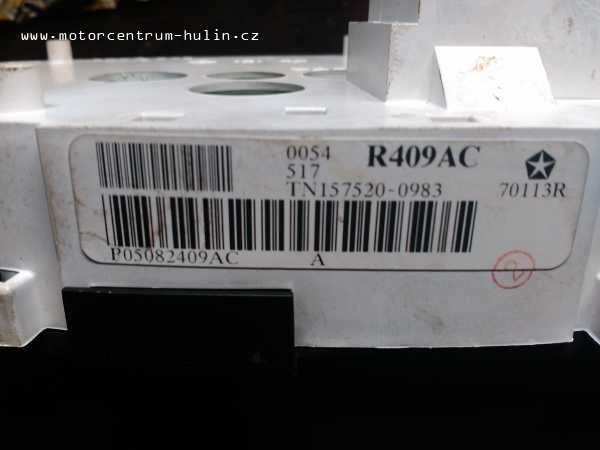 www.motorcentrum-hulin.cz
0054 R409AC
517
TN157520-0983 70113R
P05082409AC A
2